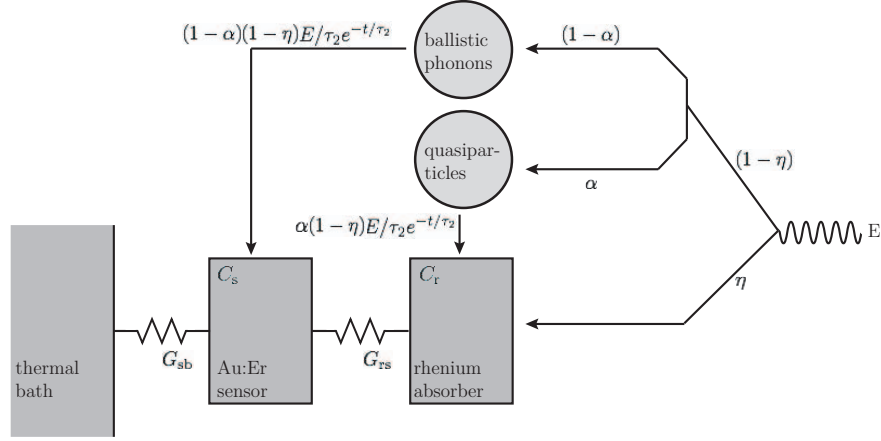 (1−α)(1−η)E/τ₂e^{−t/τ₂}
ballistic
phonons
(1−α)
quasipar-
ticles
α
(1−η)
α(1−η)E/τ₂e^{−t/τ₂}
E
η
C_s
C_r
G_sb
G_rs
thermal
bath
Au:Er
sensor
rhenium
absorber